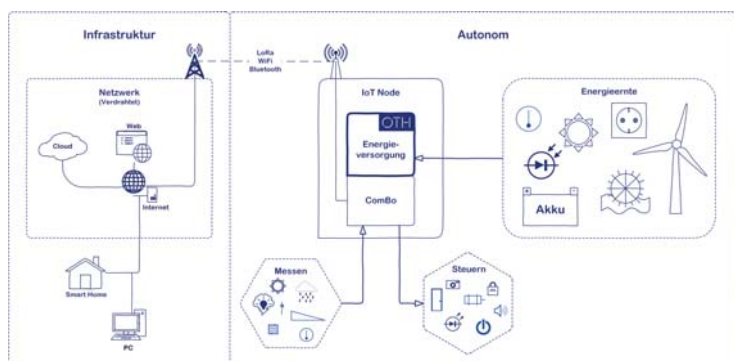 Infrastruktur
Autonom
LoRa
WiFi
Bluetooth
Netzwerk
(Verdrahtet)
Web
Cloud
Internet
Smart Home
PC
IoT Node
OTH
Energie-
versorgung
ComBo
Energieernte
Akku
Messen
Steuern